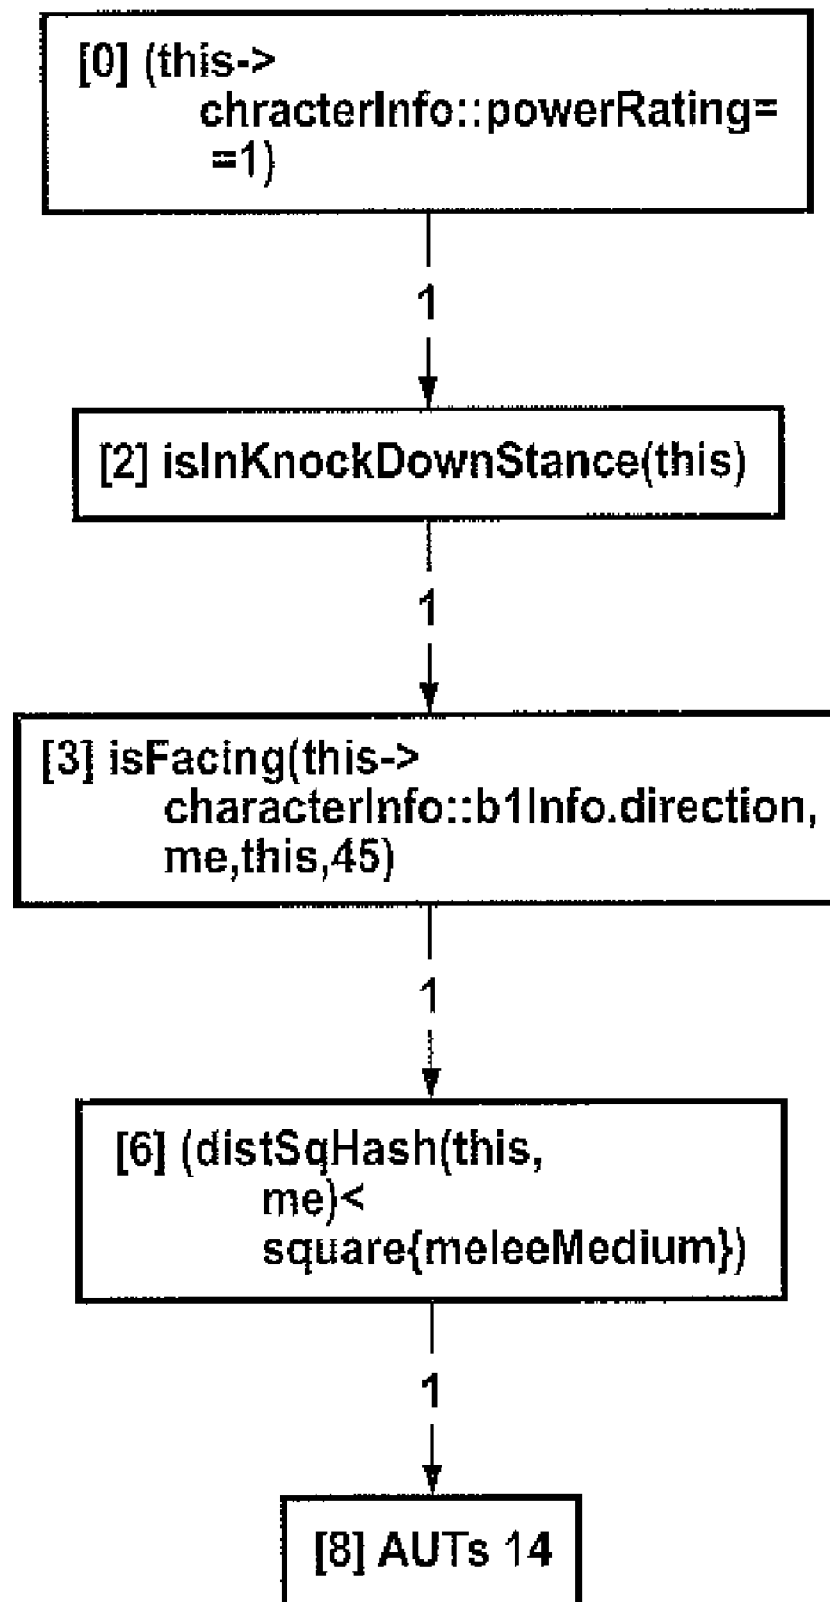 [0] (this->
chracterInfo::powerRating=
=1)
1
[2] isInKnockDownStance(this)
1
[3] isFacing(this->
characterInfo::b1Info.direction,
me,this,45)
1
[6] (distSqHash(this,
me)<
square{meleeMedium})
1
[8] AUTs 14